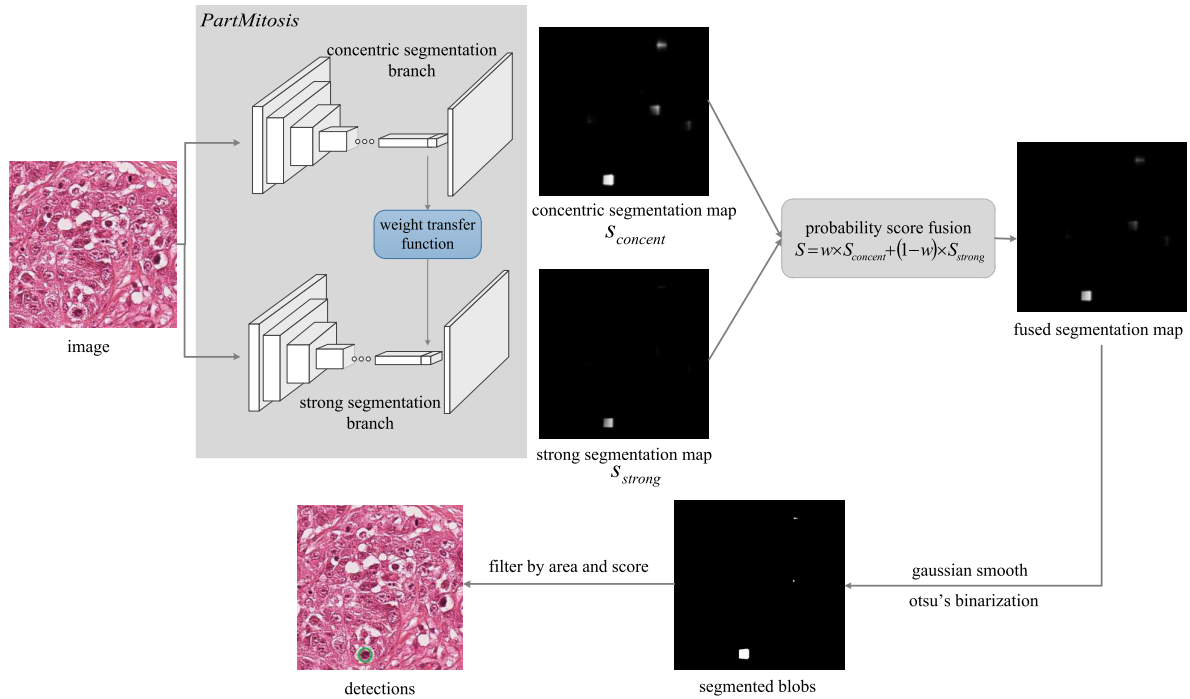 PartMitosis
concentric segmentation
branch
weight transfer
function
strong segmentation
branch
image
concentric segmentation map
S_concent
strong segmentation map
S_strong
probability score fusion
S=w×S_concent+(1−w)×S_strong
fused segmentation map
gaussian smooth
otsu's binarization
segmented blobs
filter by area and score
detections